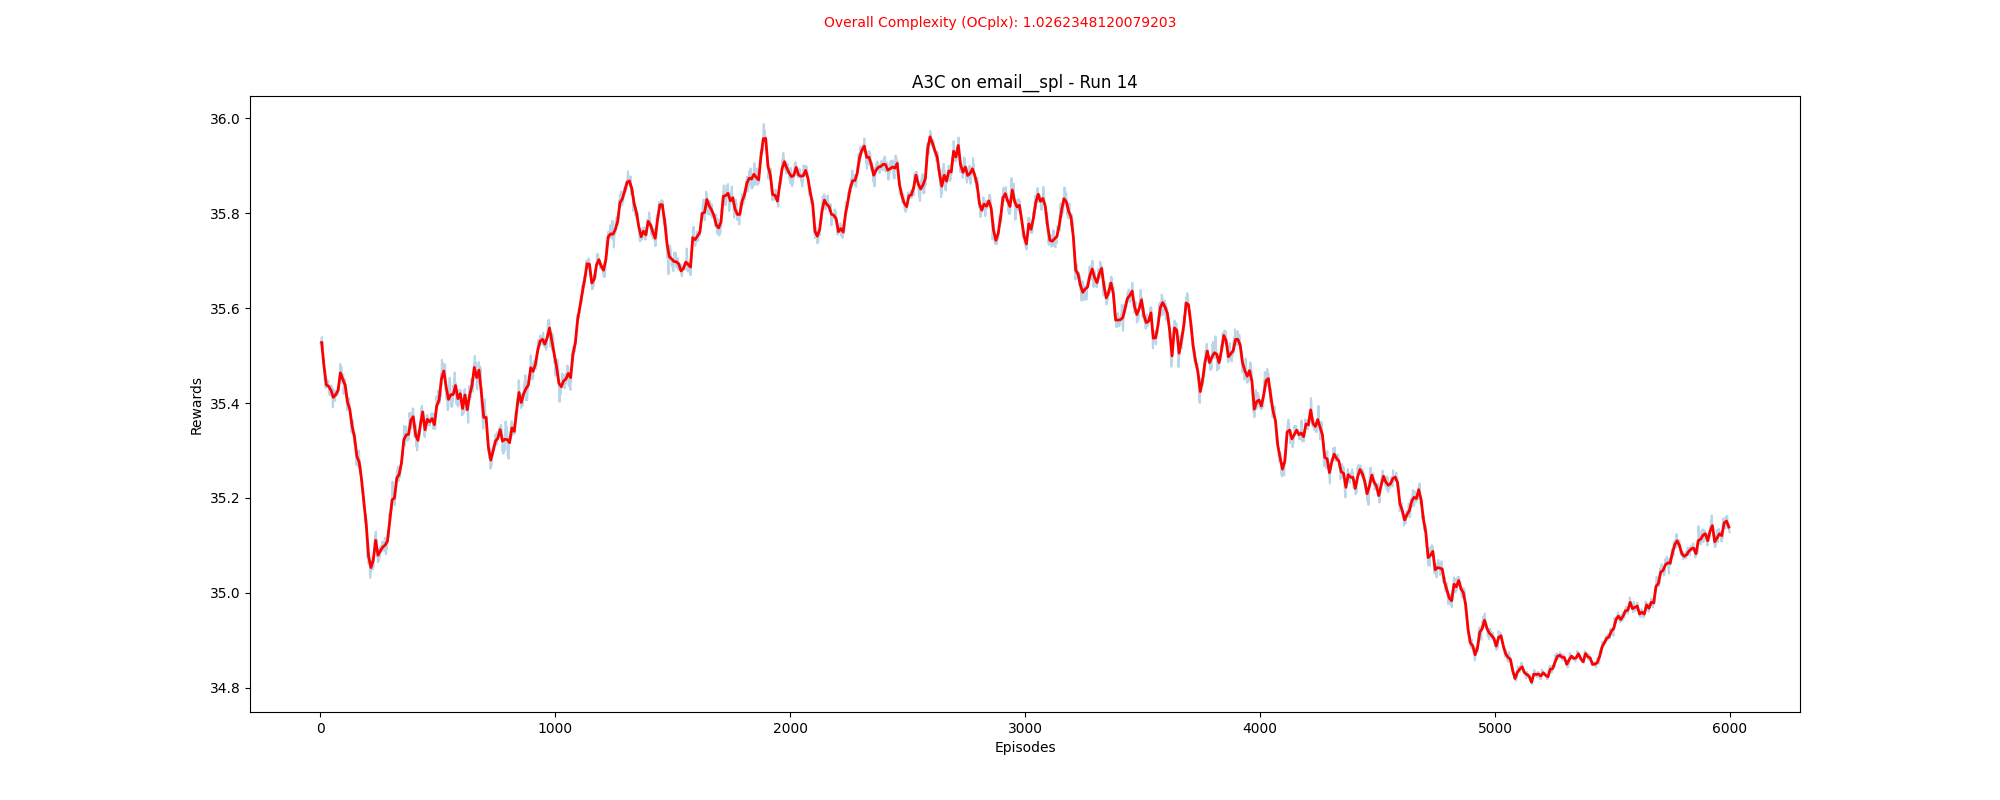 Overall Complexity (OCplx): 1.0262348120079203
A3C on email__spl - Run 14
36.0
35.8
35.6
35.4
35.2
35.0
34.8
Rewards
0 1000 2000 3000 4000 5000 6000
Episodes